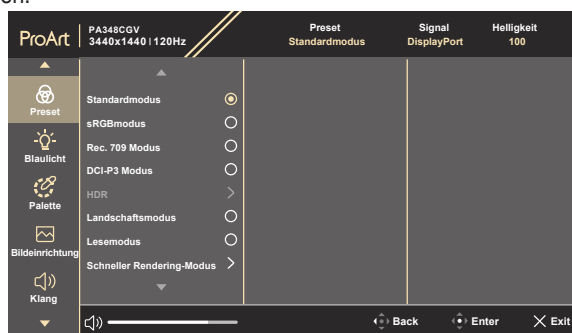 en.
ProArt
PA348CGV
3440x1440 | 120Hz
Preset
Standardmodus
Signal
DisplayPort
Helligkeit
100
Preset
Blaulicht
Palette
Bildeinrichtung
Klang
Standardmodus
sRGBmodus
Rec. 709 Modus
DCI-P3 Modus
HDR
Landschaftsmodus
Lesemodus
Schneller Rendering-Modus
Back
Enter
Exit